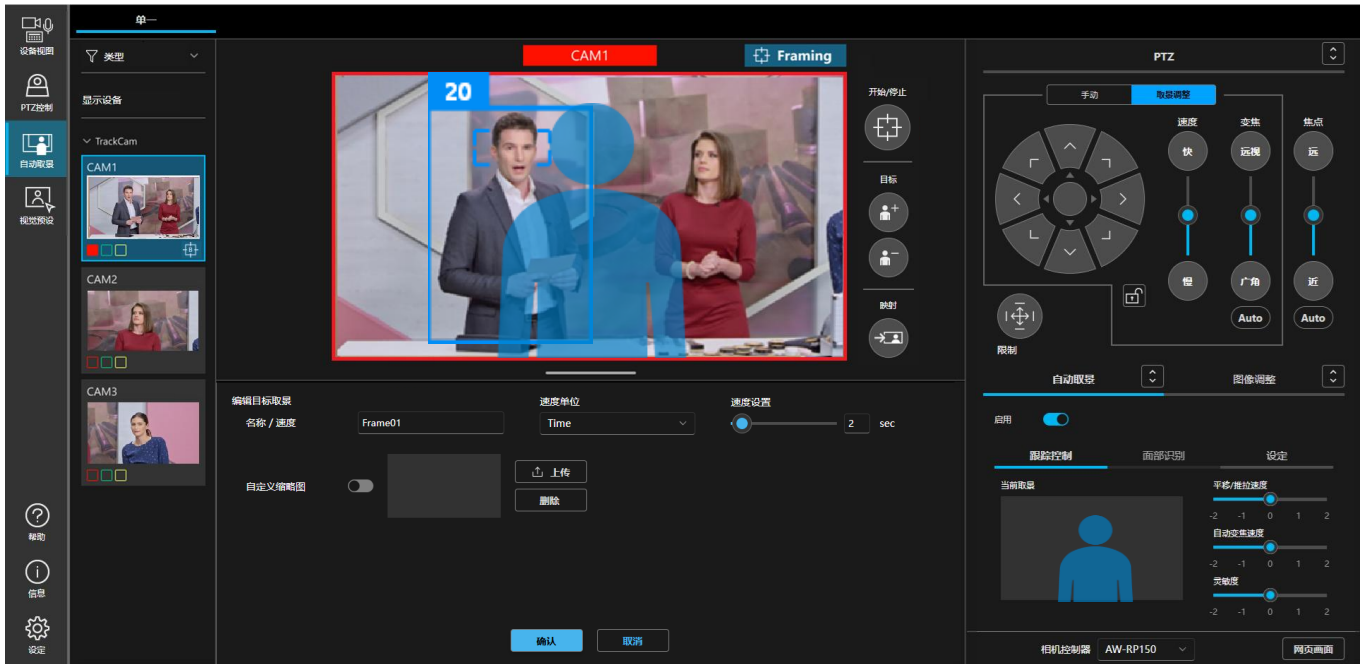 设备视图
PTZ控制
自动取景
视觉预设
帮助
信息
设定
单一
类型
显示设备
TrackCam
CAM1
CAM2
CAM3
CAM1
Framing
20
开始/停止
目标
映射
编辑目标取景
名称 / 速度
Frame01
速度单位
Time
速度设置
2 sec
自定义缩略图
上传
删除
确认
取消
PTZ
手动 取景调整
速度 变焦 焦点
快 远视 远
慢 广角 近
Auto Auto
限制
自动取景 图像调整
启用
跟踪控制 面部识别 设定
当前取景
平移/推拉速度
-2 -1 0 1 2
自动变焦速度
-2 -1 0 1 2
灵敏度
-2 -1 0 1 2
相机控制器 AW-RP150 网页画面